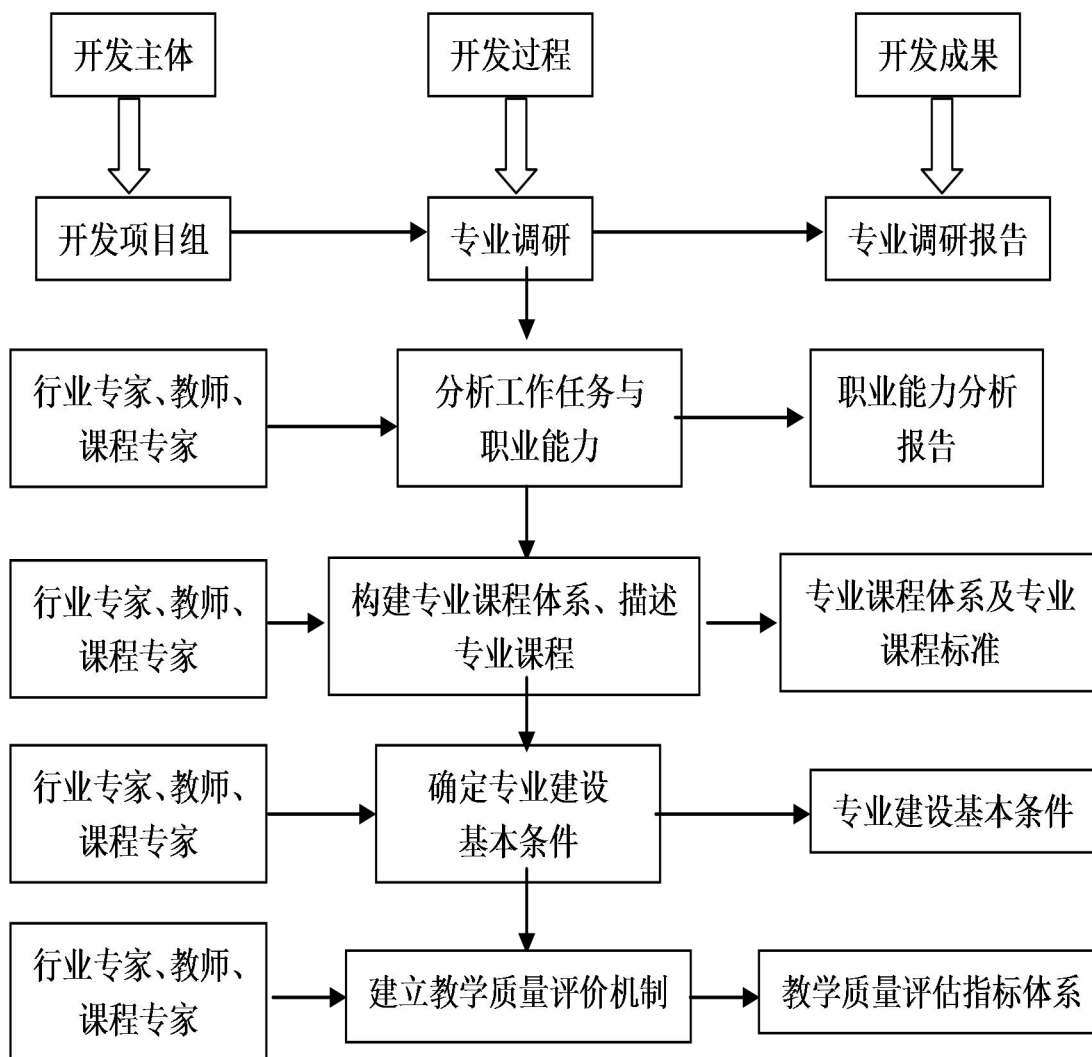 开发主体
开发过程
开发成果
开发项目组
专业调研
专业调研报告
行业专家、教师、
课程专家
分析工作任务与
职业能力
职业能力分析
报告
行业专家、教师、
课程专家
构建专业课程体系、描述
专业课程
专业课程体系及专业
课程标准
行业专家、教师、
课程专家
确定专业建设
基本条件
专业建设基本条件
行业专家、教师、
课程专家
建立教学质量评价机制
教学质量评估指标体系